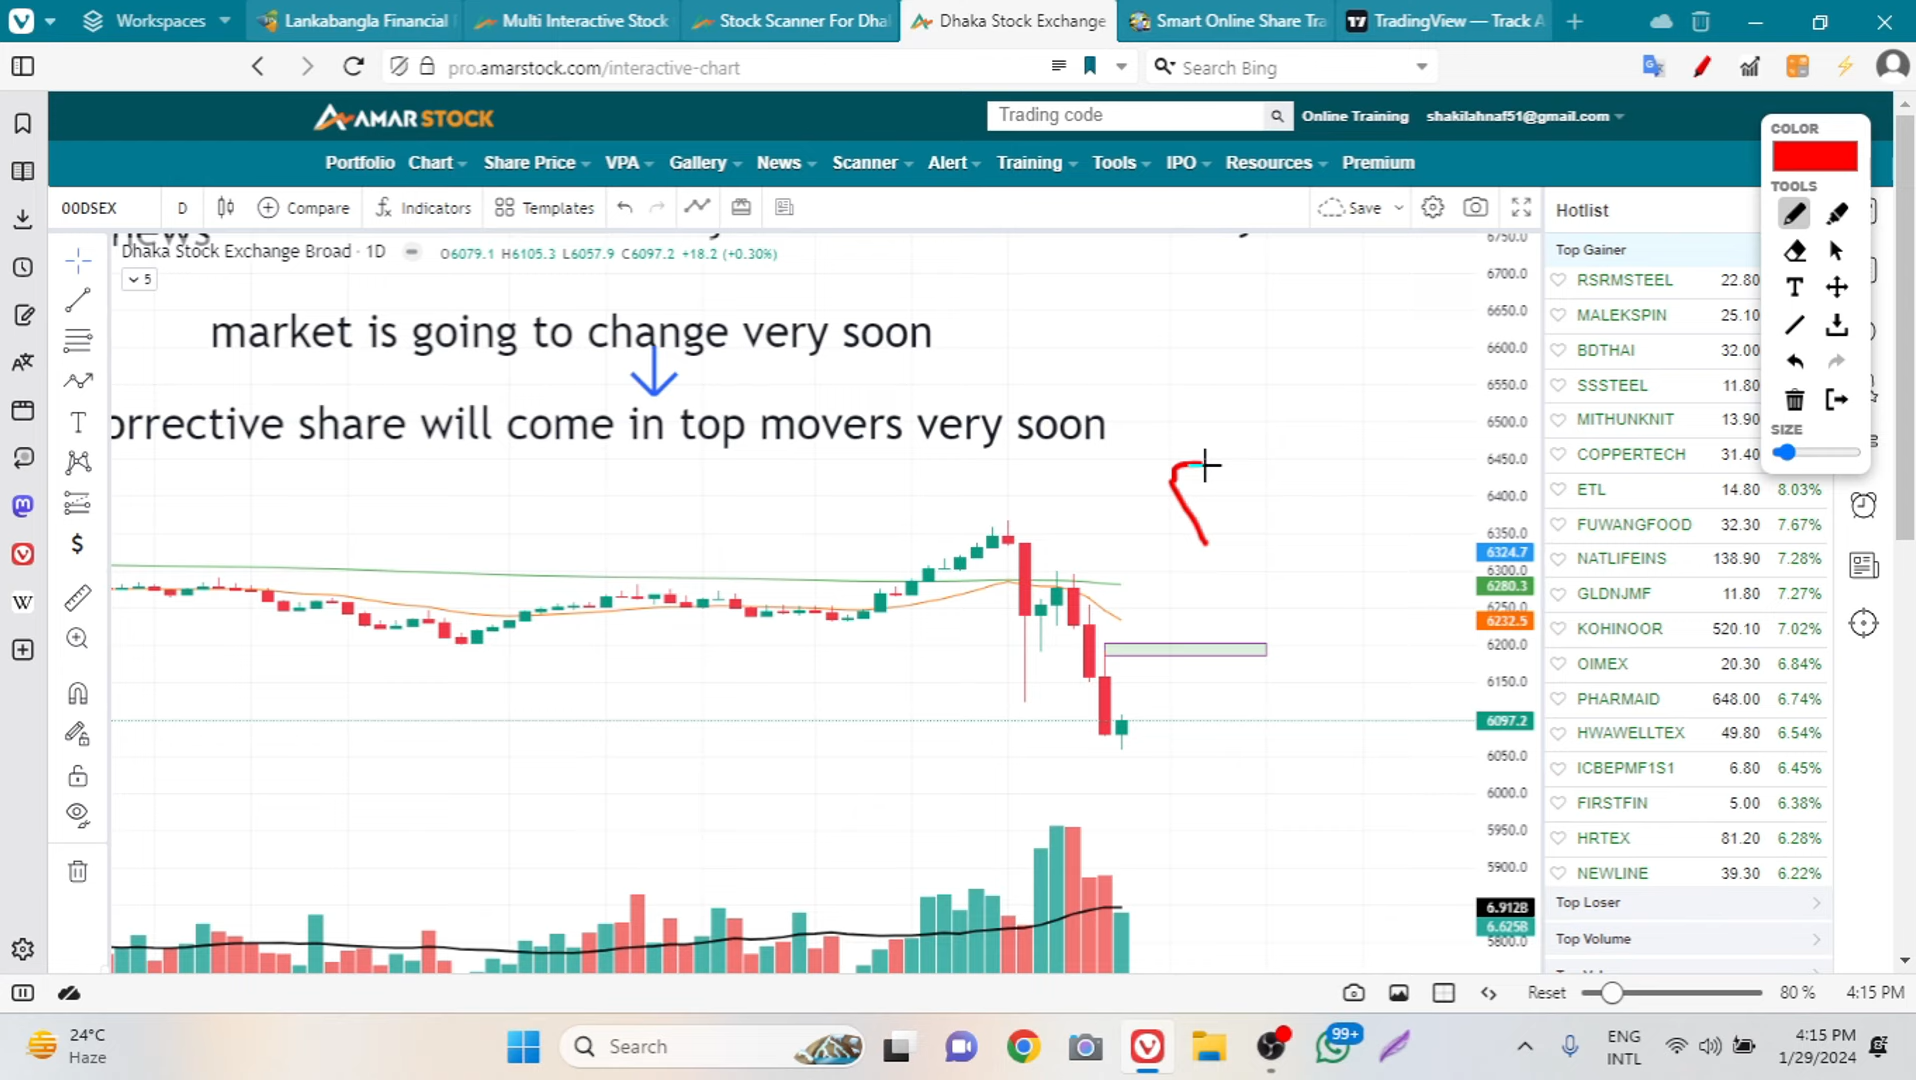 Workspaces
Lankabangla Financial
Multi Interactive Stock
Stock Scanner For Dha
Dhaka Stock Exchange
Smart Online Share Tra
TradingView — Track A
pro.amarstock.com/interactive-chart
Search Bing
AMAR STOCK
Trading code
Online Training
shakilahnaf51@gmail.com
Portfolio Chart Share Price VPA Gallery News Scanner Alert Training Tools IPO Resources Premium
00DSEX D Compare Indicators Templates Save
Hotlist
news
Dhaka Stock Exchange Broad · 1D O6079.1 H6105.3 L6057.9 C6097.2 +18.2 (+0.30%)
5
market is going to change very soon
orrective share will come in top movers very soon
6750.0
6700.0
6650.0
6600.0
6550.0
6500.0
6450.0
6400.0
6350.0
6324.7
6300.0
6280.3
6250.0
6232.5
6200.0
6150.0
6097.2
6050.0
6000.0
5950.0
5900.0
6.912B
6.625B
5800.0
Top Gainer
RSRMSTEEL 22.80
MALEKSPIN 25.10
BDTHAI 32.00
SSSTEEL 11.80
MITHUNKNIT 13.90
COPPERTECH 31.40
ETL 14.80 8.03%
FUWANGFOOD 32.30 7.67%
NATLIFEINS 138.90 7.28%
GLDNJMF 11.80 7.27%
KOHINOOR 520.10 7.02%
OIMEX 20.30 6.84%
PHARMAID 648.00 6.74%
HWAWELLTEX 49.80 6.54%
ICBEPMF1S1 6.80 6.45%
FIRSTFIN 5.00 6.38%
HRTEX 81.20 6.28%
NEWLINE 39.30 6.22%
Top Loser
Top Volume
COLOR
TOOLS
SIZE
Reset 80 % 4:15 PM
24°C
Haze
Search
99+
ENG
INTL
4:15 PM
1/29/2024